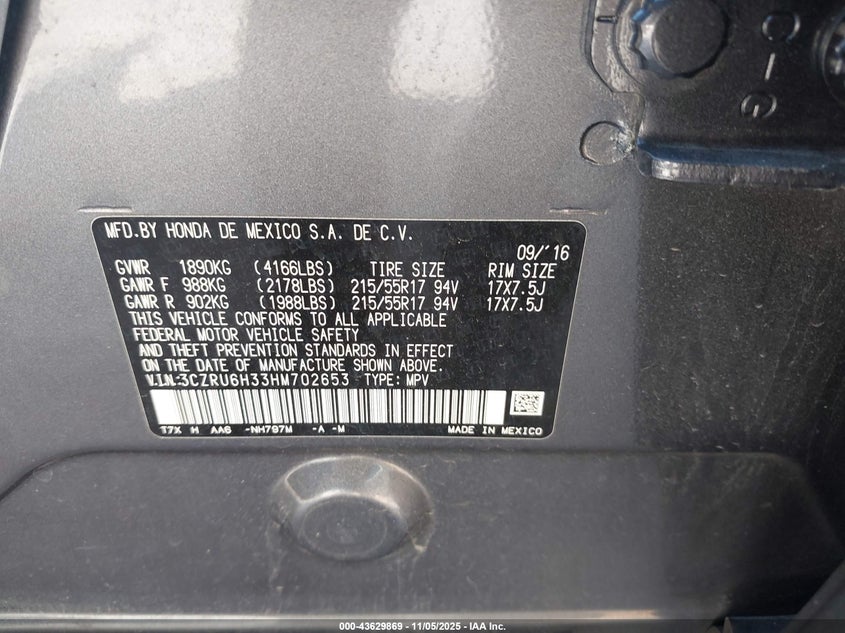 MFD.BY HONDA DE MEXICO S.A. DE C.V.
09/'16
GVWR 1890KG (4166LBS) TIRE SIZE RIM SIZE
GAWR F 988KG (2178LBS) 215/55R17 94V 17X7.5J
GAWR R 902KG (1988LBS) 215/55R17 94V 17X7.5J
THIS VEHICLE CONFORMS TO ALL APPLICABLE
FEDERAL MOTOR VEHICLE SAFETY
AND THEFT PREVENTION STANDARDS IN EFFECT
ON THE DATE OF MANUFACTURE SHOWN ABOVE.
V.I.N:3CZRU6H33HM702653 TYPE: MPV
T7X H AA6 -NH797M -A -M MADE IN MEXICO
000-43629869 | 11/05/2025 - IAA Inc.